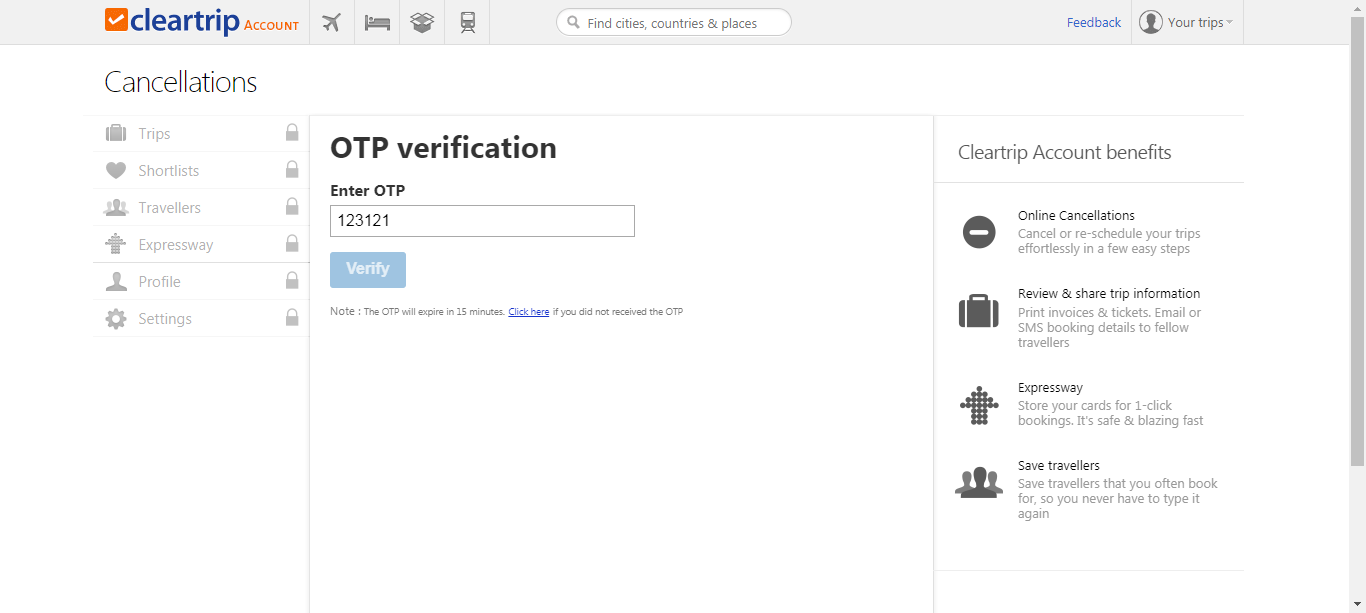 cleartrip ACCOUNT
Find cities, countries & places
Feedback
Your trips
Cancellations
Trips
Shortlists
Travellers
Expressway
Profile
Settings
OTP verification
Enter OTP
123121
Verify
Note : The OTP will expire in 15 minutes. Click here if you did not received the OTP
Cleartrip Account benefits
Online Cancellations
Cancel or re-schedule your trips
effortlessly in a few easy steps
Review & share trip information
Print invoices & tickets. Email or
SMS booking details to fellow
travellers
Expressway
Store your cards for 1-click
bookings. It's safe & blazing fast
Save travellers
Save travellers that you often book
for, so you never have to type it
again